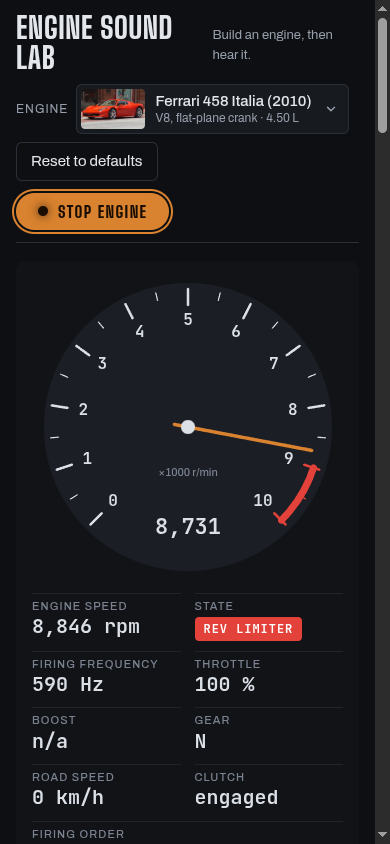 ENGINE SOUND
LAB
Build an engine, then
hear it.
ENGINE
Ferrari 458 Italia (2010)
V8, flat-plane crank · 4.50 L
Reset to defaults
STOP ENGINE
0
1
2
3
4
5
6
7
8
9
10
×1000 r/min
8,731
ENGINE SPEED
8,846 rpm
STATE
REV LIMITER
FIRING FREQUENCY
590 Hz
THROTTLE
100 %
BOOST
n/a
GEAR
N
ROAD SPEED
0 km/h
CLUTCH
engaged
FIRING ORDER